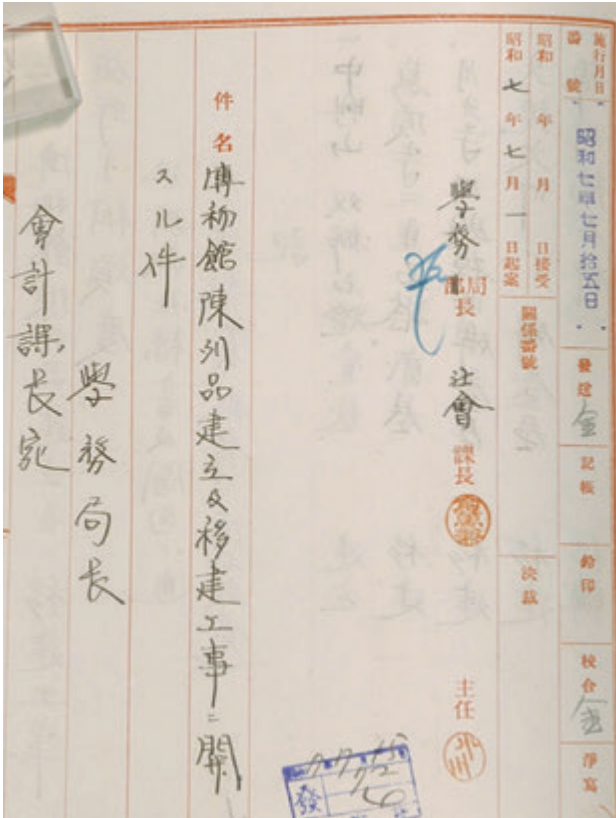 施行月日 昭和七年七月拾五日 發送 金 記帳 鈐印 校合 金 淨寫
番號
昭和 年 月 日接受 關係番號 決裁
昭和七年七月一日起案
學務局長 社會課長 主任
件名 博物館陳列品建立及移建工事ニ關
スル件
學務局長
會計課長宛
發